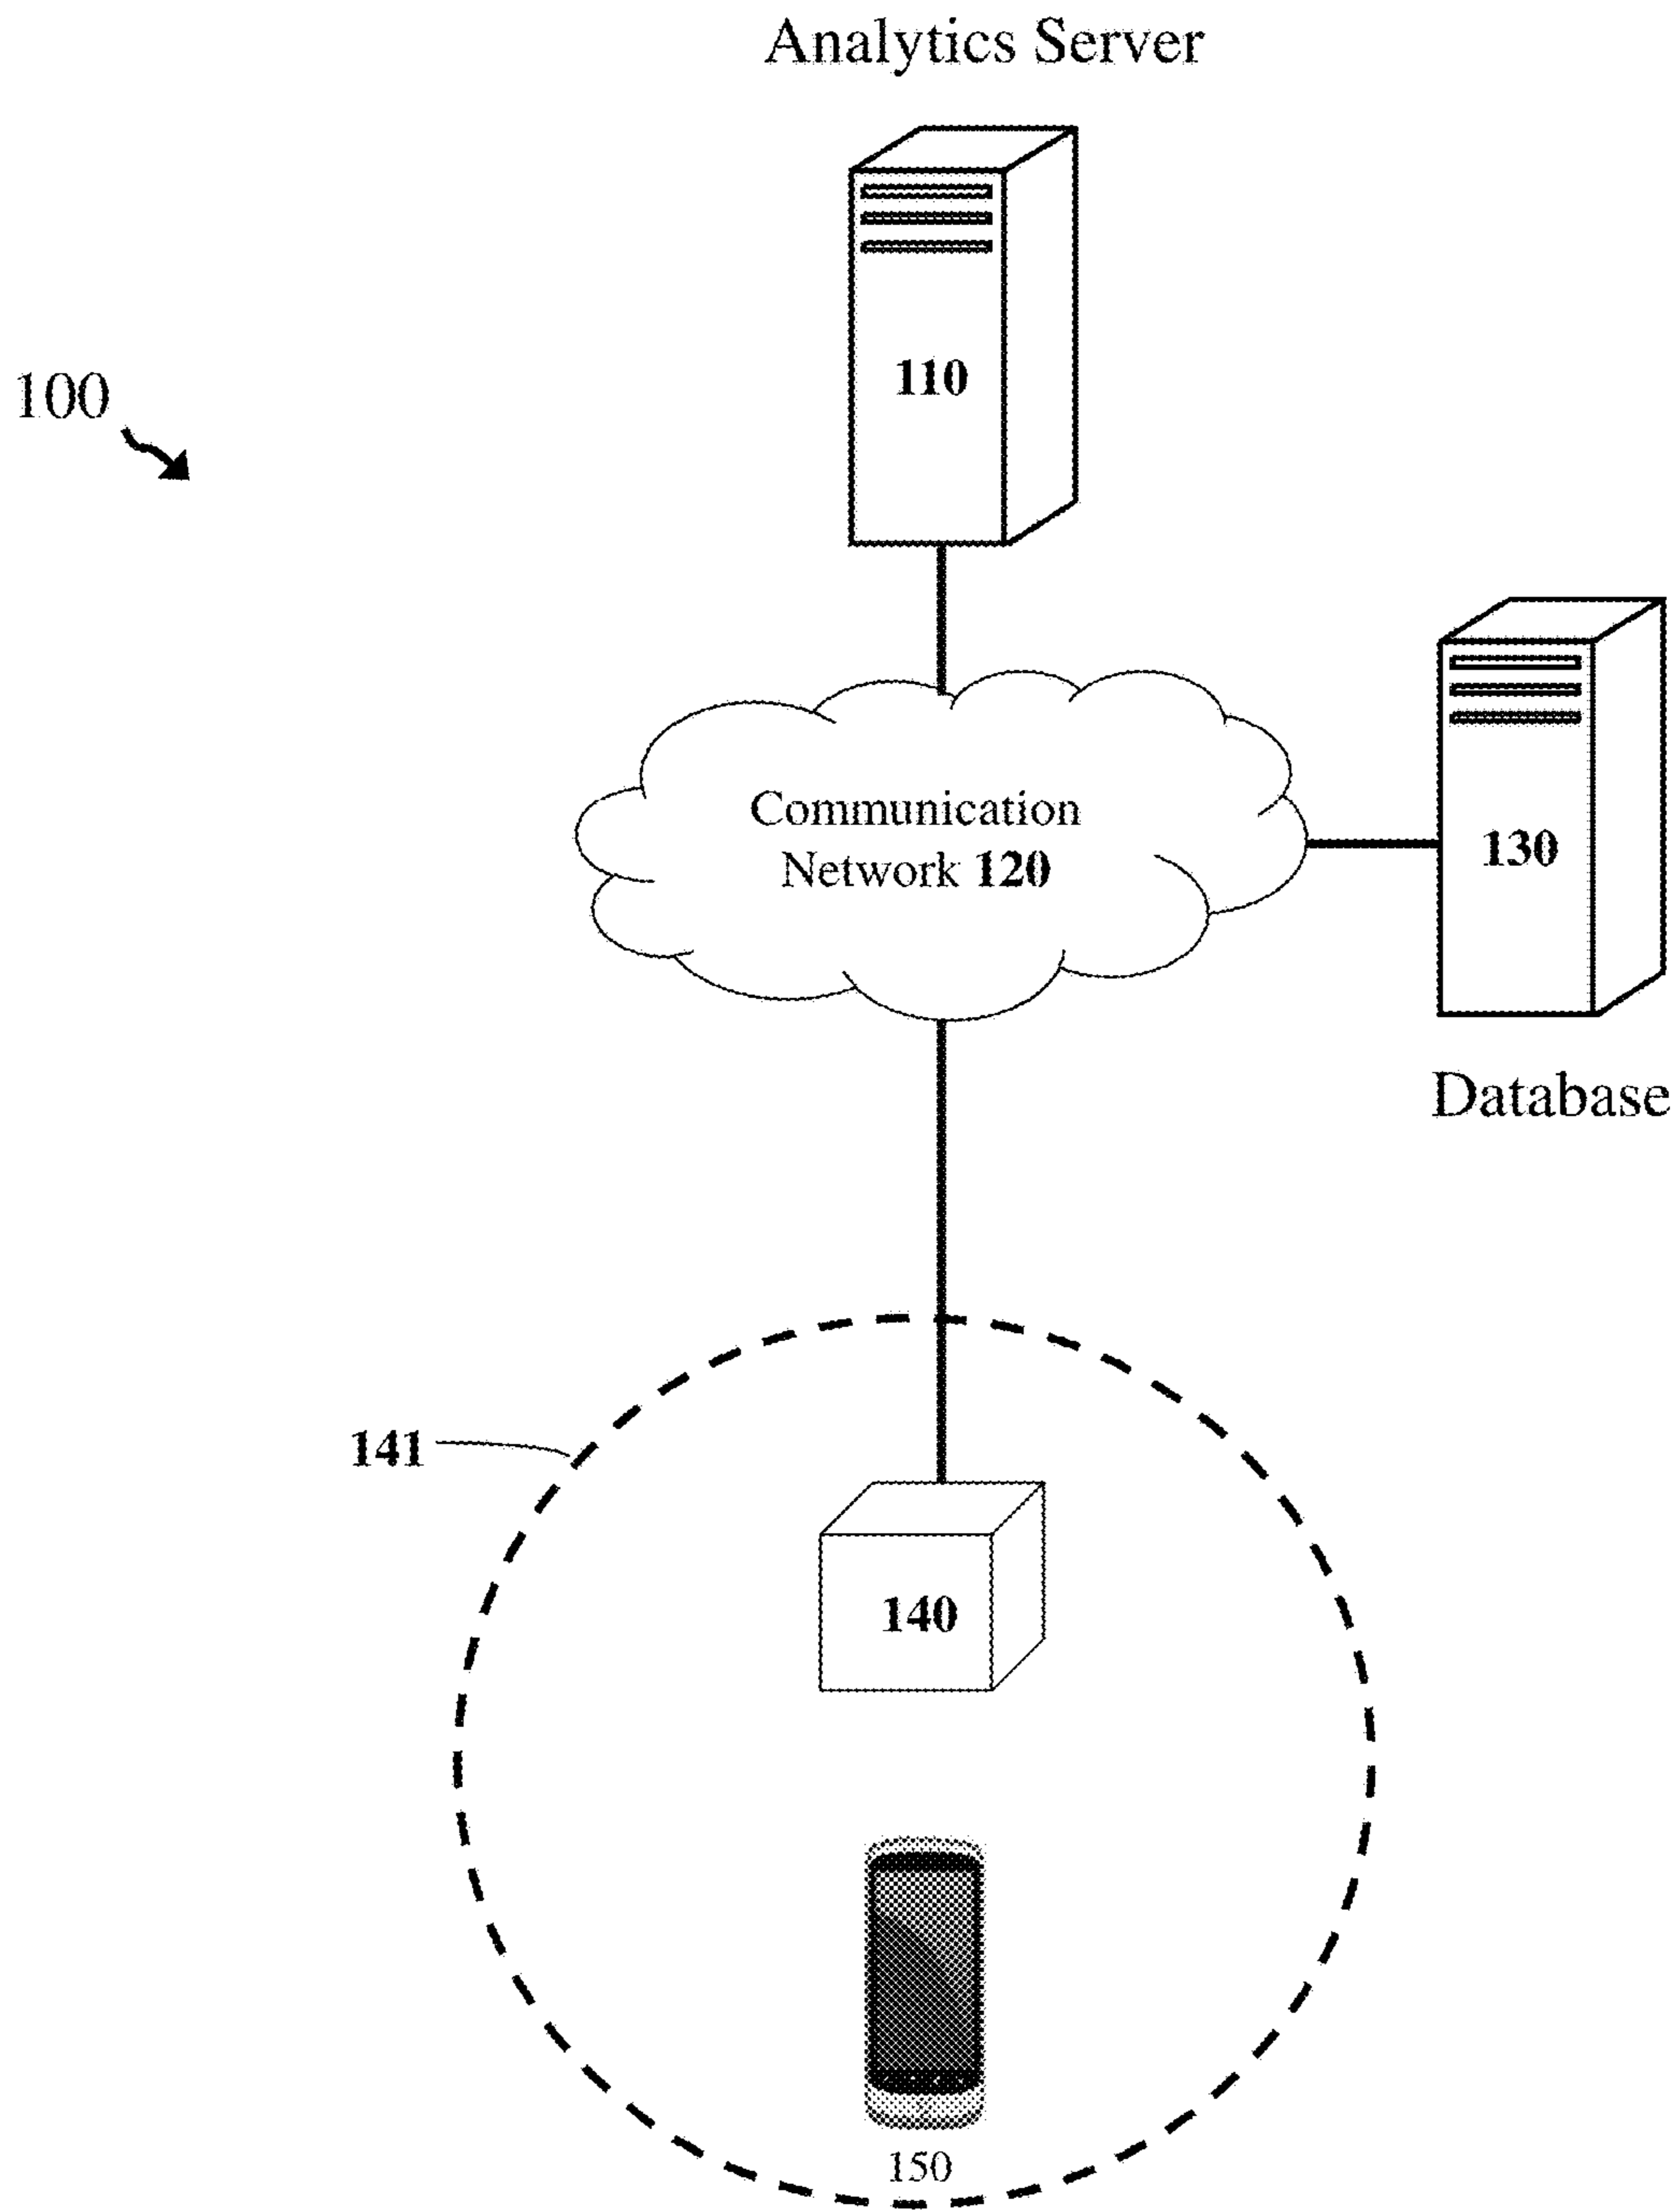 Analytics Server
110
100
Communication
Network 120
130
Database
141
140
150